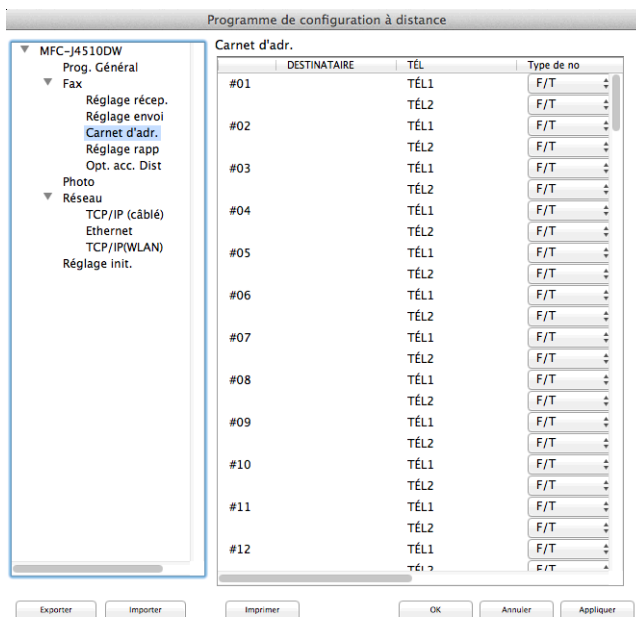 Programme de configuration à distance
MFC-J4510DW
Prog. Général
Fax
Réglage récep.
Réglage envoi
Carnet d'adr.
Réglage rapp
Opt. acc. Dist
Photo
Réseau
TCP/IP (câblé)
Ethernet
TCP/IP(WLAN)
Réglage init.
Carnet d'adr.
DESTINATAIRE TÉL Type de no
#01 TÉL1 F/T
TÉL2 F/T
#02 TÉL1 F/T
TÉL2 F/T
#03 TÉL1 F/T
TÉL2 F/T
#04 TÉL1 F/T
TÉL2 F/T
#05 TÉL1 F/T
TÉL2 F/T
#06 TÉL1 F/T
TÉL2 F/T
#07 TÉL1 F/T
TÉL2 F/T
#08 TÉL1 F/T
TÉL2 F/T
#09 TÉL1 F/T
TÉL2 F/T
#10 TÉL1 F/T
TÉL2 F/T
#11 TÉL1 F/T
TÉL2 F/T
#12 TÉL1 F/T
TÉL2 F/T
Exporter Importer Imprimer OK Annuler Appliquer